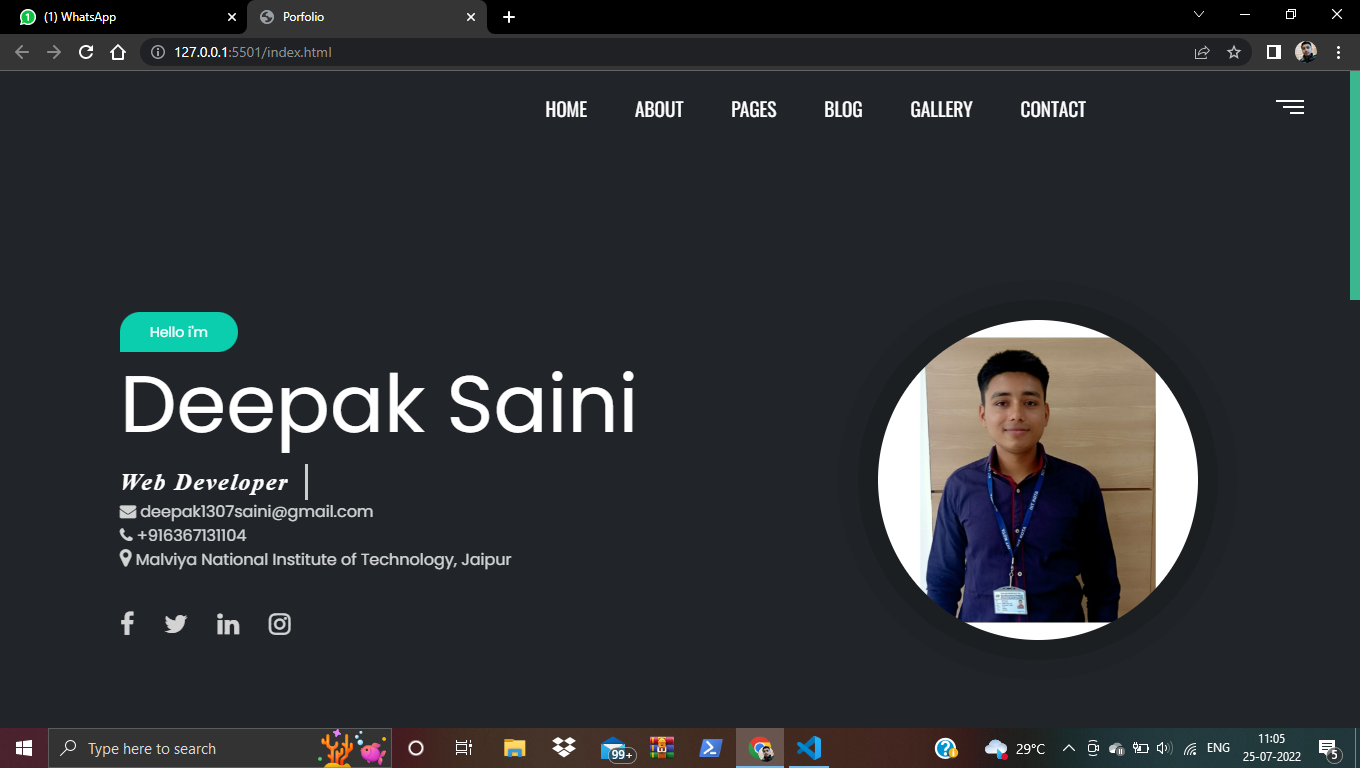 (1) WhatsApp
Porfolio
127.0.0.1:5501/index.html
HOME ABOUT PAGES BLOG GALLERY CONTACT
Hello i'm
Deepak Saini
Web Developer
deepak1307saini@gmail.com
+916367131104
Malviya National Institute of Technology, Jaipur
Type here to search
99+
29°C
ENG
11:05
25-07-2022
5